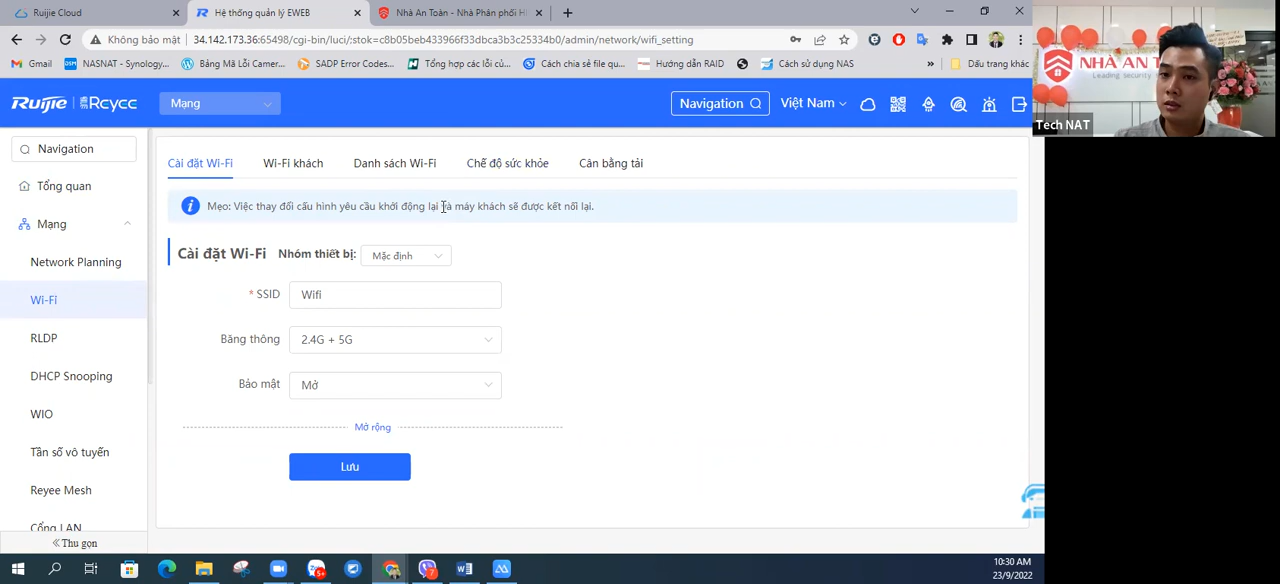 Ruijie Cloud
Hệ thống quản lý EWEB
Nhà An Toàn - Nhà Phân phối H
Không bảo mật
34.142.173.36:65498/cgi-bin/luci/;stok=c8b05beb433966f33dbca3b3c25334b0/admin/network/wifi_setting
Gmail
NASNAT - Synology...
Bảng Mã Lỗi Camer...
SADP Error Codes...
Tổng hợp các lỗi củ...
Cách chia sẻ file qu...
Hướng dẫn RAID
Cách sử dụng NAS
»
Dấu trang khác
Ruijie
Rcycc
Mạng
Navigation
Việt Nam
NHÀ AN T
Leading security
Tech NAT
Navigation
Tổng quan
Mạng
Network Planning
Wi-Fi
RLDP
DHCP Snooping
WIO
Tần số vô tuyến
Reyee Mesh
Cổng LAN
«Thu gọn
Cài đặt Wi-Fi
Wi-Fi khách
Danh sách Wi-Fi
Chế độ sức khỏe
Cân bằng tải
Mẹo: Việc thay đổi cấu hình yêu cầu khởi động lại và máy khách sẽ được kết nối lại.
Cài đặt Wi-Fi
Nhóm thiết bị:
Mặc định
* SSID
Wifi
Băng thông
2.4G + 5G
Bảo mật
Mở
Mở rộng
Lưu
5+
7
10:30 AM
23/9/2022